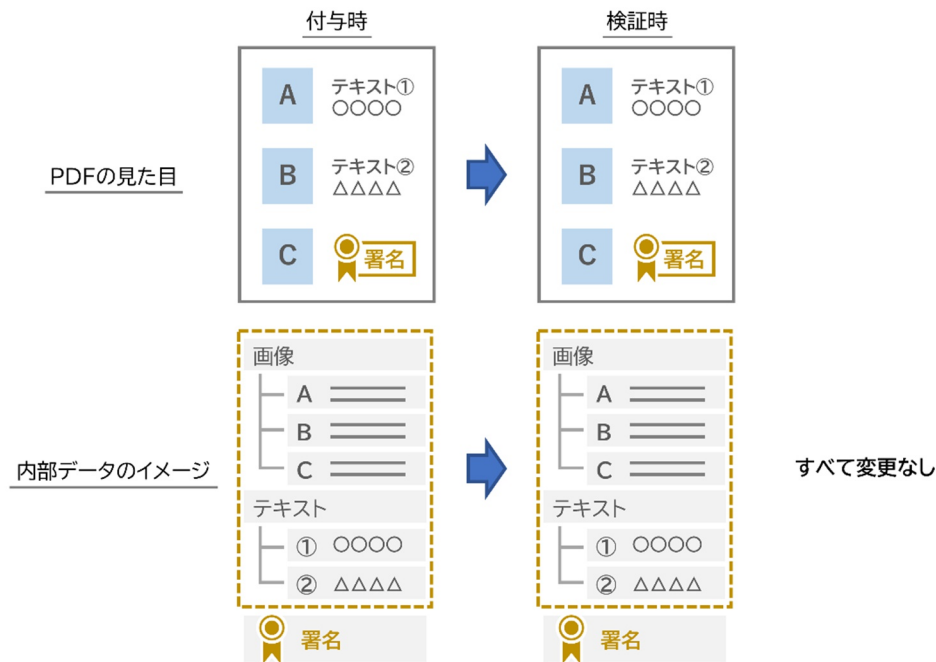 付与時
検証時
PDFの見た目
A テキスト①
○○○○
B テキスト②
△△△△
C 署名
A テキスト①
○○○○
B テキスト②
△△△△
C 署名
内部データのイメージ
画像
A
B
C
テキスト
① ○○○○
② △△△△
署名
画像
A
B
C
テキスト
① ○○○○
② △△△△
署名
すべて変更なし